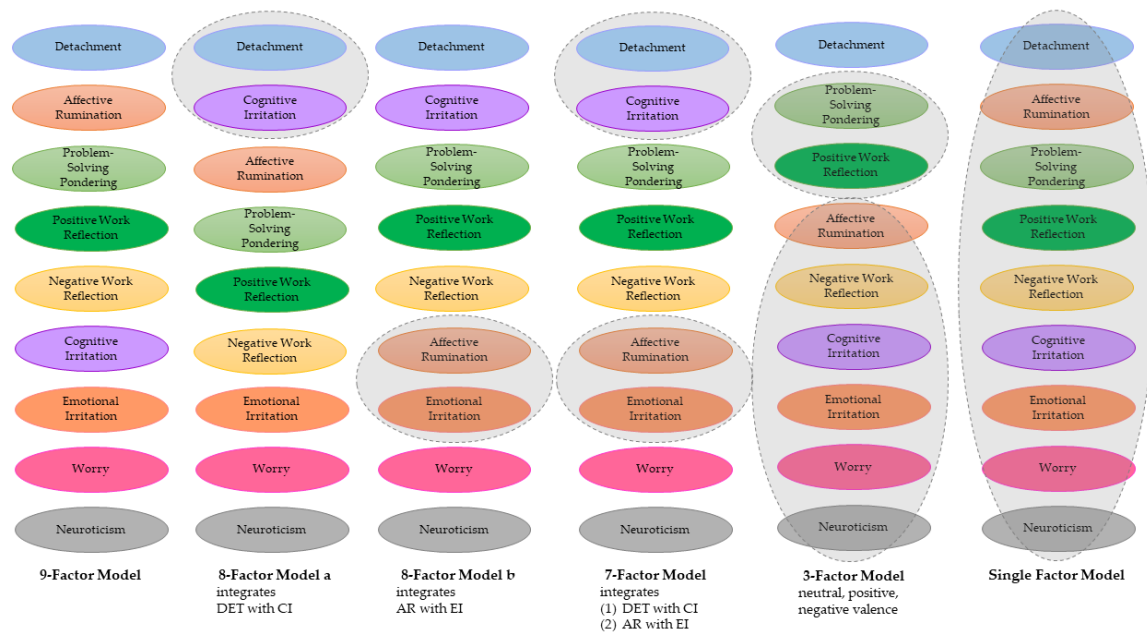 Detachment
Affective
Rumination
Problem-
Solving
Pondering
Positive Work
Reflection
Negative Work
Reflection
Cognitive
Irritation
Emotional
Irritation
Worry
Neuroticism
9-Factor Model
Detachment
Cognitive
Irritation
Affective
Rumination
Problem-
Solving
Pondering
Positive Work
Reflection
Negative Work
Reflection
Emotional
Irritation
Worry
Neuroticism
8-Factor Model a
integrates
DET with CI
Detachment
Cognitive
Irritation
Problem-
Solving
Pondering
Positive Work
Reflection
Negative Work
Reflection
Affective
Rumination
Emotional
Irritation
Worry
Neuroticism
8-Factor Model b
integrates
AR with EI
Detachment
Cognitive
Irritation
Problem-
Solving
Pondering
Positive Work
Reflection
Negative Work
Reflection
Affective
Rumination
Emotional
Irritation
Worry
Neuroticism
7-Factor Model
integrates
(1) DET with CI
(2) AR with EI
Detachment
Problem-
Solving
Pondering
Positive Work
Reflection
Affective
Rumination
Negative Work
Reflection
Cognitive
Irritation
Emotional
Irritation
Worry
Neuroticism
3-Factor Model
neutral, positive,
negative valence
Detachment
Affective
Rumination
Problem-
Solving
Pondering
Positive Work
Reflection
Negative Work
Reflection
Cognitive
Irritation
Emotional
Irritation
Worry
Neuroticism
Single Factor Model